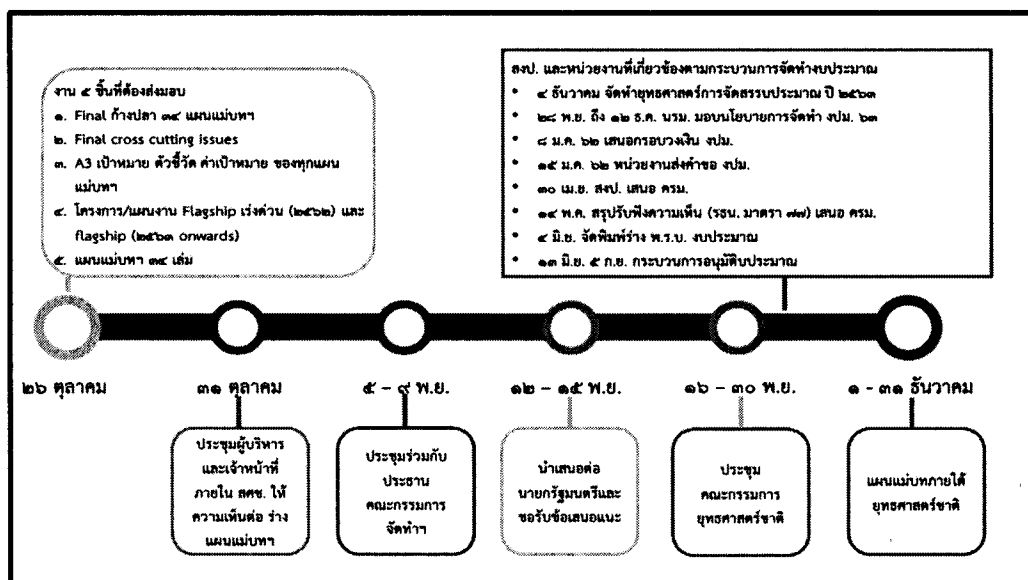 งาน ๕ ชิ้นที่ต้องส่งมอบ
๑. Final ก้างปลา ๓๔ แผนแม่บทฯ
๒. Final cross cutting issues
๓. A3 เป้าหมาย ตัวชี้วัด ค่าเป้าหมาย ของทุกแผน
แม่บทฯ
๔. โครงการ/แผนงาน Flagship เร่งด่วน (๒๕๖๒) และ
flagship (๒๕๖๓ onwards)
๕. แผนแม่บทฯ ๓๔ เล่ม
สงป. และหน่วยงานที่เกี่ยวข้องตามกระบวนการจัดทำงบประมาณ
• ๔ ธันวาคม จัดทำยุทธศาสตร์การจัดสรรบประมาณ ปี ๒๕๖๓
• ๒๘ พ.ย. ถึง ๑๒ ธ.ค. นรม. มอบนโยบายการจัดทำ งปม. ๖๓
• ๘ ม.ค. ๖๒ เสนอกรอบวงเงิน งปม.
• ๑๕ ม.ค. ๖๒ หน่วยงานส่งคำขอ งปม.
• ๓๐ เม.ย. สงป. เสนอ ครม.
• ๑๔ พ.ค. สรุปรับฟังความเห็น (รธน. มาตรา ๗๗) เสนอ ครม.
• ๔ มิ.ย. จัดพิมพ์ร่าง พ.ร.บ. งบประมาณ
• ๑๓ มิ.ย. ๕ ก.ย. กระบวนการอนุมัติบประมาณ
๒๖ ตุลาคม
๓๑ ตุลาคม
๕ – ๙ พ.ย.
๑๒ – ๑๕ พ.ย.
๑๖ – ๓๐ พ.ย.
๑ - ๓๑ ธันวาคม
ประชุมผู้บริหาร
และเจ้าหน้าที่
ภายใน สศช. ให้
ความเห็นต่อ ร่าง
แผนแม่บทฯ
ประชุมร่วมกับ
ประธาน
คณะกรรมการ
จัดทำฯ
นำเสนอต่อ
นายกรัฐมนตรีและ
ขอรับข้อเสนอแนะ
ประชุม
คณะกรรมการ
ยุทธศาสตร์ชาติ
แผนแม่บทภายใต้
ยุทธศาสตร์ชาติ